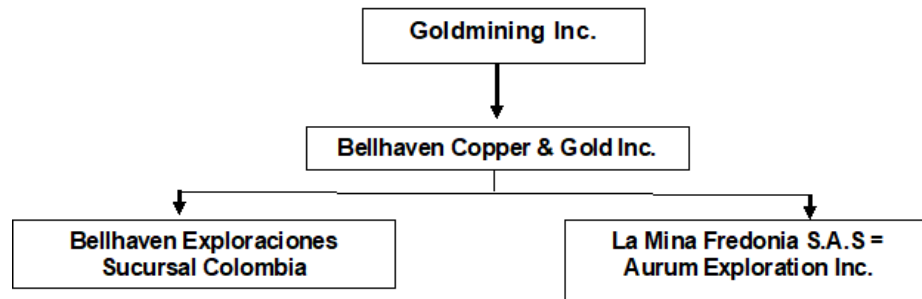 Goldmining Inc.
Bellhaven Copper & Gold Inc.
Bellhaven Exploraciones
Sucursal Colombia
La Mina Fredonia S.A.S =
Aurum Exploration Inc.